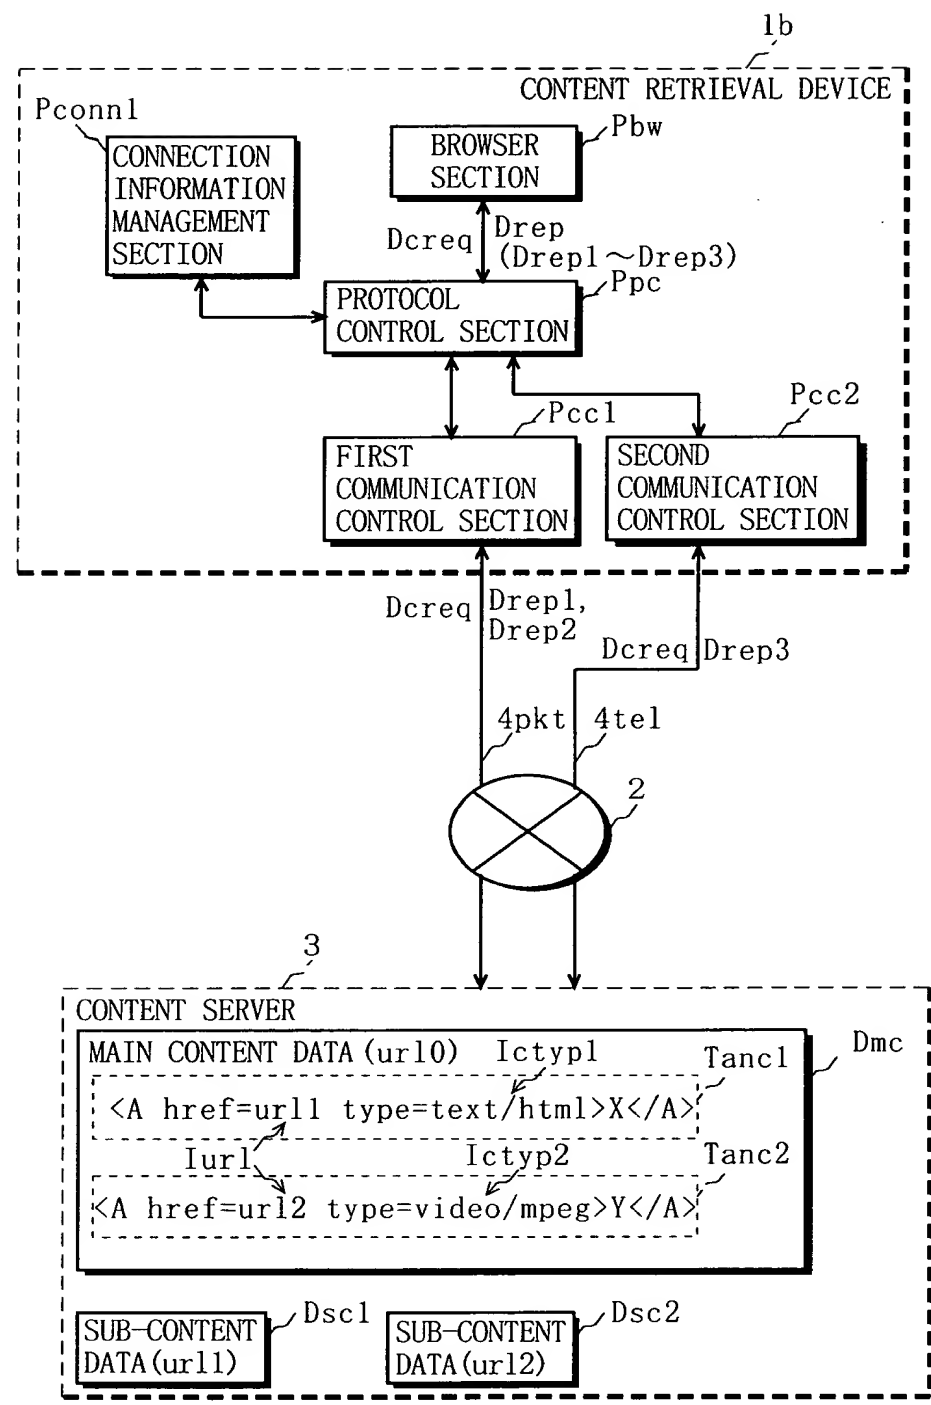 1b
CONTENT RETRIEVAL DEVICE
Pconn1
CONNECTION
INFORMATION
MANAGEMENT
SECTION
Pbw
BROWSER
SECTION
Dcreq
Drep
(Drep1～Drep3)
Ppc
PROTOCOL
CONTROL SECTION
Pcc1
Pcc2
FIRST
COMMUNICATION
CONTROL SECTION
SECOND
COMMUNICATION
CONTROL SECTION
Dcreq
Drep1,
Drep2
Dcreq
Drep3
4pkt
4tel
2
3
CONTENT SERVER
MAIN CONTENT DATA(url0)
Ictyp1
Tanc1
Dmc
<A href=url1 type=text/html>X</A>
Iurl
Ictyp2
Tanc2
<A href=url2 type=video/mpeg>Y</A>
Dsc1
SUB-CONTENT
DATA(url1)
Dsc2
SUB-CONTENT
DATA(url2)